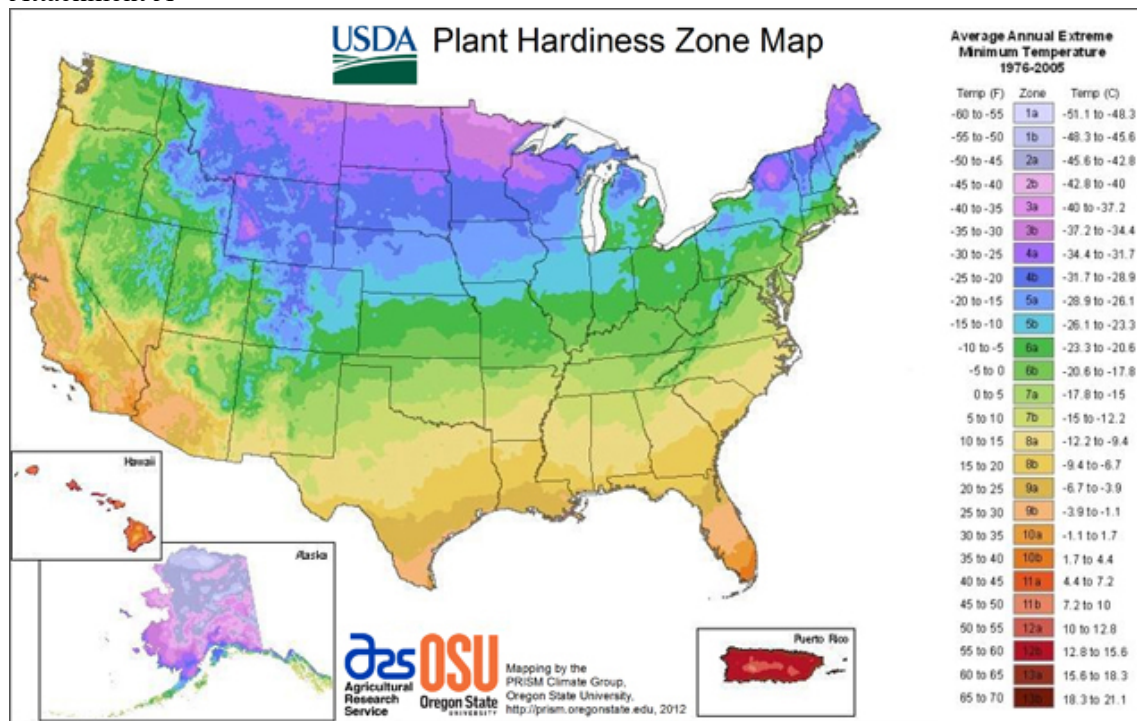 USDA
Plant Hardiness Zone Map
Average Annual Extreme
Minimum Temperature
1976-2005
Temp (F) Zone Temp (C)
-60 to -55 1a -51.1 to -48.3
-55 to -50 1b -48.3 to -45.6
-50 to -45 2a -45.6 to -42.8
-45 to -40 2b -42.8 to -40
-40 to -35 3a -40 to -37.2
-35 to -30 3b -37.2 to -34.4
-30 to -25 4a -34.4 to -31.7
-25 to -20 4b -31.7 to -28.9
-20 to -15 5a -28.9 to -26.1
-15 to -10 5b -26.1 to -23.3
-10 to -5 6a -23.3 to -20.6
-5 to 0 6b -20.6 to -17.8
0 to 5 7a -17.8 to -15
5 to 10 7b -15 to -12.2
10 to 15 8a -12.2 to -9.4
15 to 20 8b -9.4 to -6.7
20 to 25 9a -6.7 to -3.9
25 to 30 9b -3.9 to -1.1
30 to 35 10a -1.1 to 1.7
35 to 40 10b 1.7 to 4.4
40 to 45 11a 4.4 to 7.2
45 to 50 11b 7.2 to 10
50 to 55 12a 10 to 12.8
55 to 60 12b 12.8 to 15.6
60 to 65 13a 15.6 to 18.3
65 to 70 13b 18.3 to 21.1
Hawaii
Alaska
Puerto Rico
ars
Agricultural
Research
Service
OSU
Oregon State
UNIVERSITY
Mapping by the
PRISM Climate Group,
Oregon State University,
http://prism.oregonstate.edu, 2012